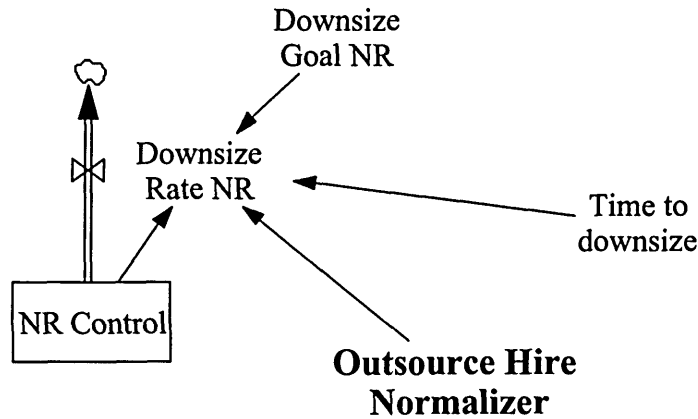 Downsize
Goal NR
Downsize
Rate NR
Time to
downsize
NR Control
Outsource Hire
Normalizer